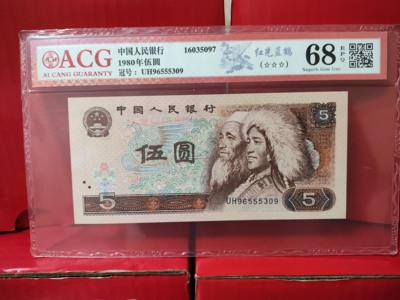 ACG
AI CANG GUARANTY
中国人民银行
1980年伍圆
冠号：UH96555309
16035097
红光蓝鹤
(☆☆☆)
68
EPQ
Superb Gem Unc
中国人民银行
5
伍圆
5
UH96555309
5